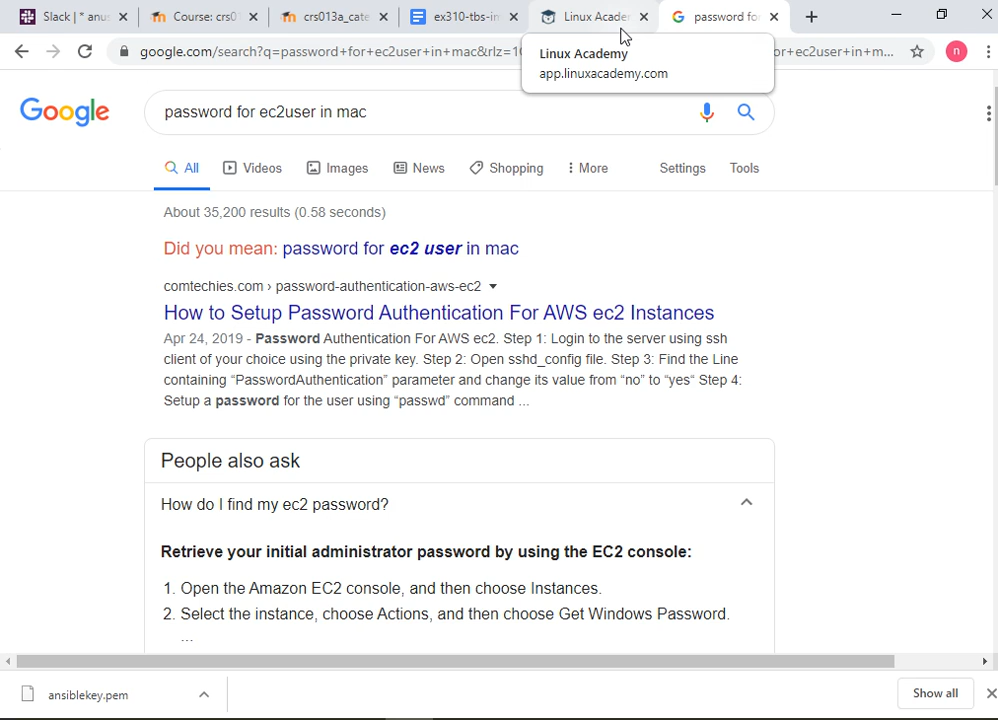 Slack | * anus
Course: crs01
crs013a_cate
ex310-tbs-in
Linux Acade
password fo
google.com/search?q=password+for+ec2user+in+mac&rlz=1
or+ec2user+in+m...
n
Linux Academy
app.linuxacademy.com
Google
password for ec2user in mac
All
Videos
Images
News
Shopping
More
Settings
Tools
About 35,200 results (0.58 seconds)
Did you mean: password for ec2 user in mac
comtechies.com › password-authentication-aws-ec2
How to Setup Password Authentication For AWS ec2 Instances
Apr 24, 2019 - Password Authentication For AWS ec2. Step 1: Login to the server using ssh
client of your choice using the private key. Step 2: Open sshd_config file. Step 3: Find the Line
containing “PasswordAuthentication” parameter and change its value from “no” to “yes“ Step 4:
Setup a password for the user using “passwd” command ...
People also ask
How do I find my ec2 password?
Retrieve your initial administrator password by using the EC2 console:
1. Open the Amazon EC2 console, and then choose Instances.
2. Select the instance, choose Actions, and then choose Get Windows Password.
...
ansiblekey.pem
Show all